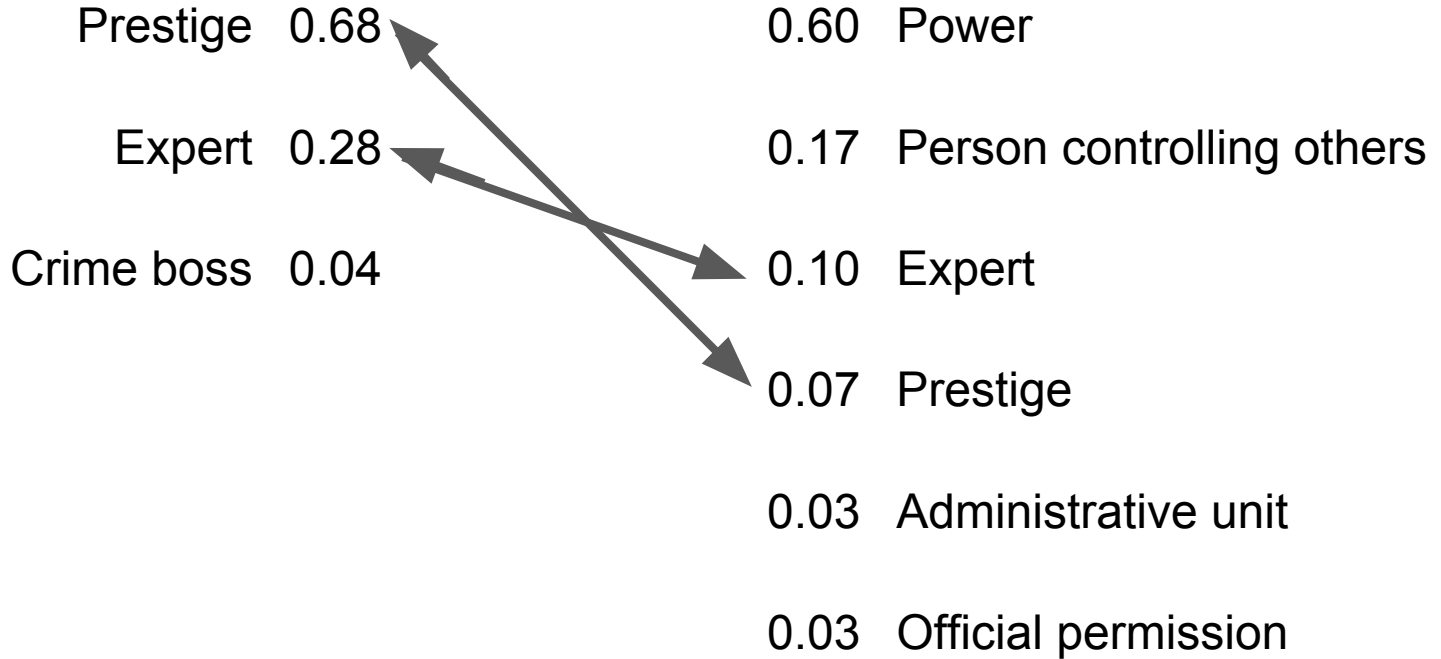 Prestige 0.68 0.60 Power
Expert 0.28 0.17 Person controlling others
Crime boss 0.04 0.10 Expert
0.07 Prestige
0.03 Administrative unit
0.03 Official permission